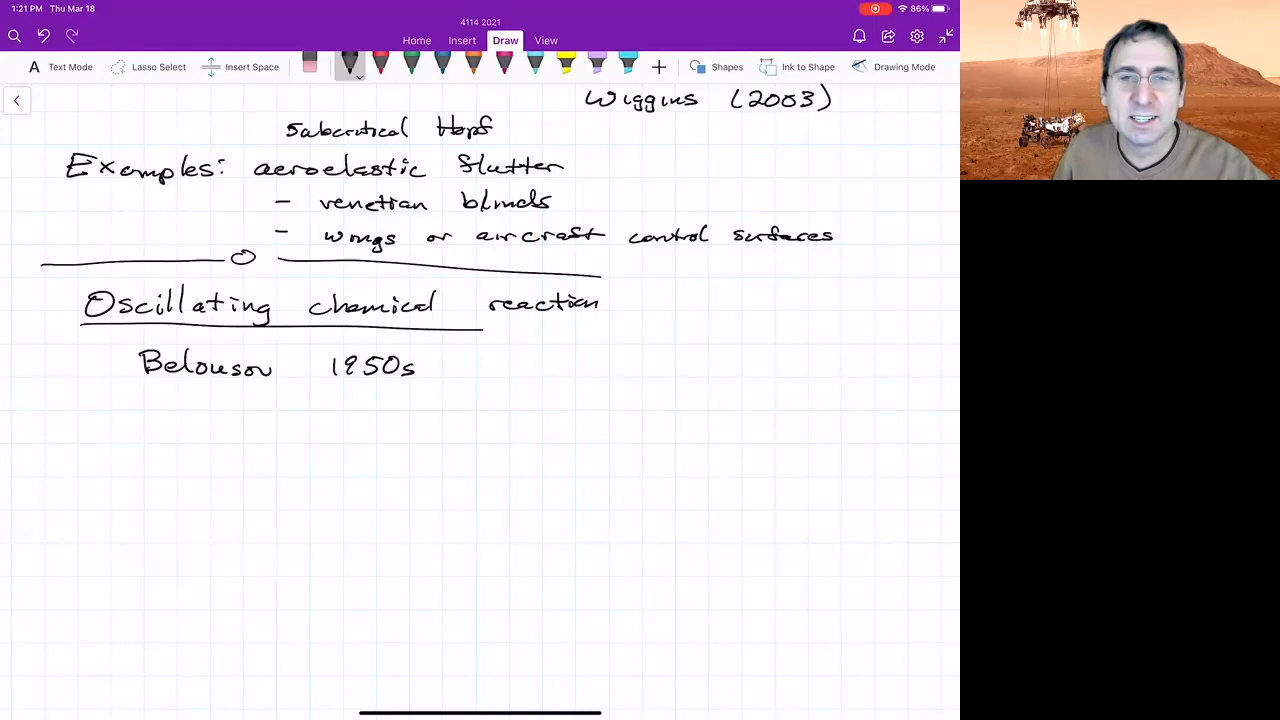 1:21 PM Thu Mar 18
86%
4114 2021
Home Insert Draw View
Text Mode Lasso Select Insert Space Shapes Ink to Shape Drawing Mode
Wiggins (2003)
subcritical Hopf
Examples: aeroelastic flutter
- venetian blinds
- wings or aircraft control surfaces
Oscillating chemical reaction
Belousov 1950s